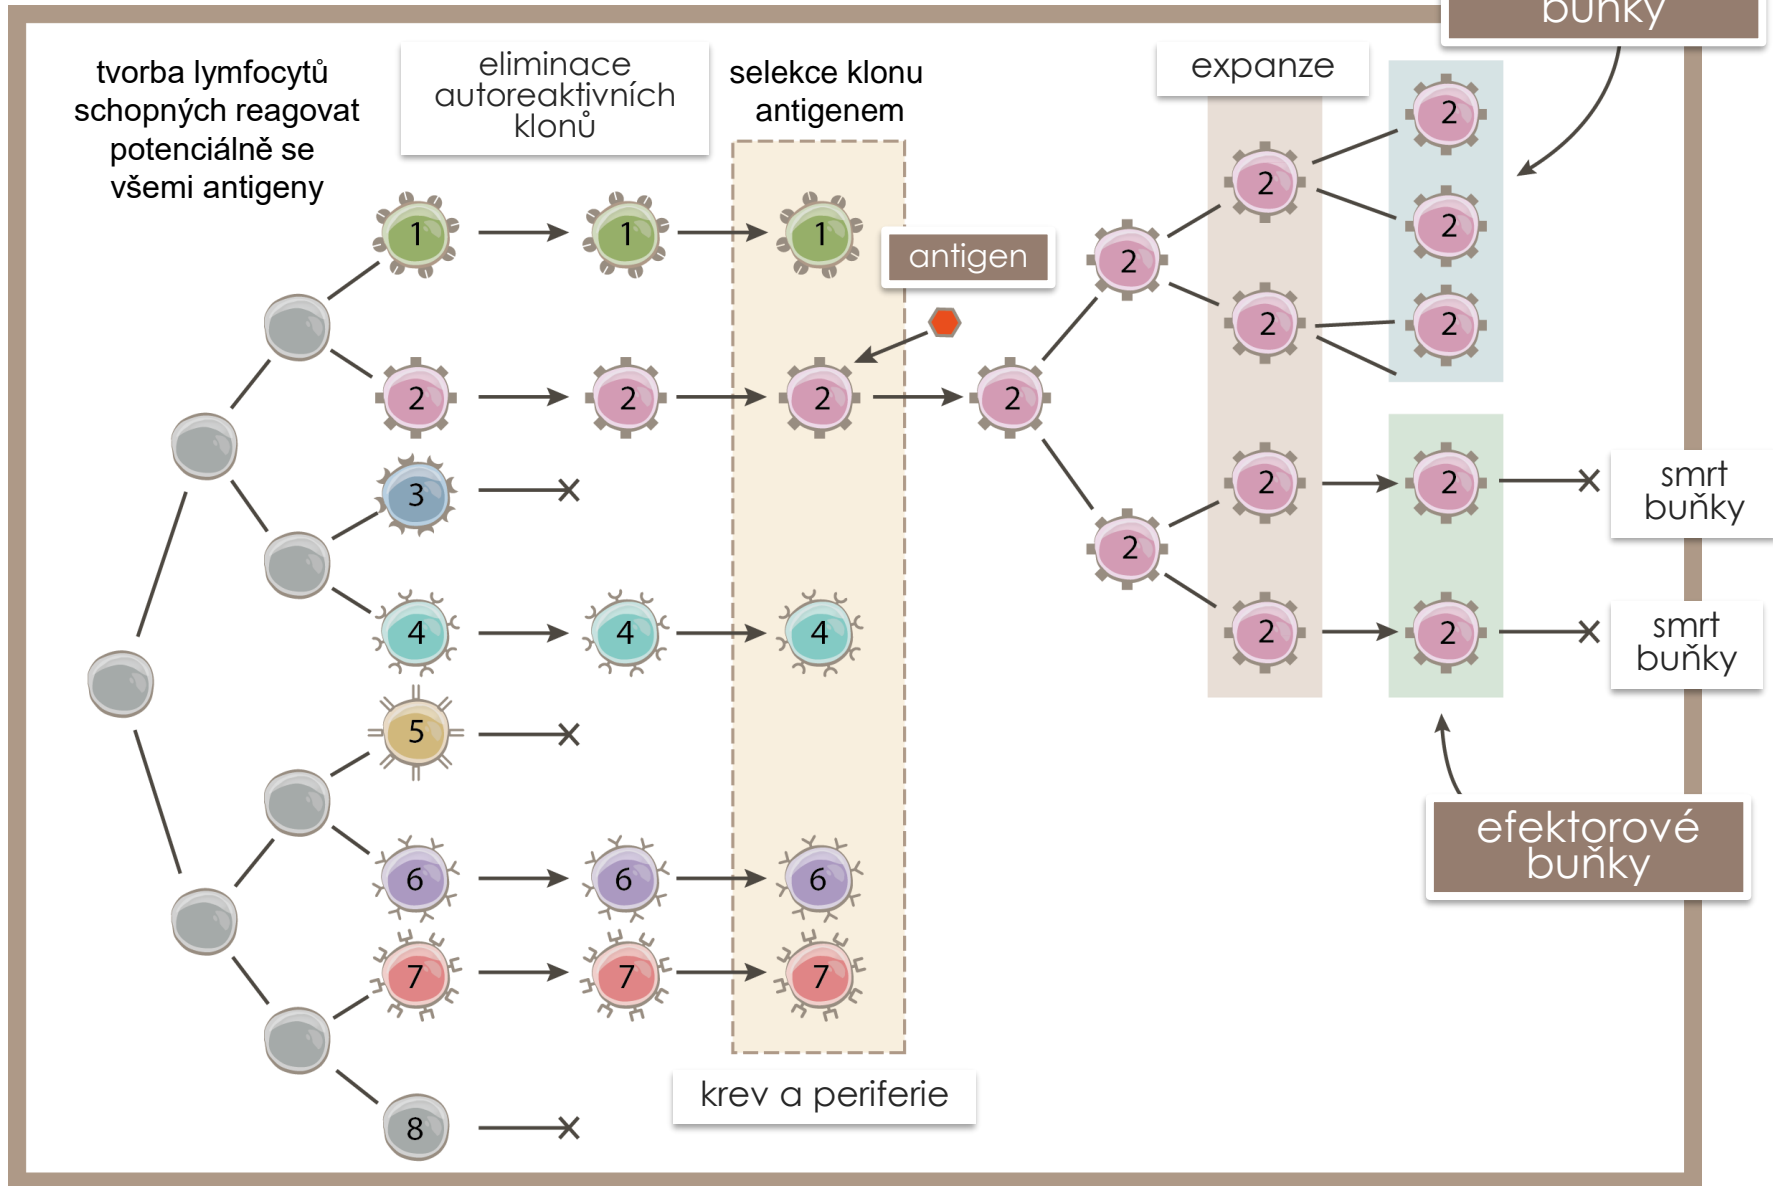 buňky
tvorba lymfocytů
schopných reagovat
potenciálně se
všemi antigeny
eliminace
autoreaktivních
klonů
selekce klonu
antigenem
expanze
antigen
1
1
1
2
2
2
3
4
4
4
5
6
6
6
7
7
7
8
2
2
2
2
2
2
2
2
2
2
2
2
smrt
buňky
smrt
buňky
efektorové
buňky
krev a periferie